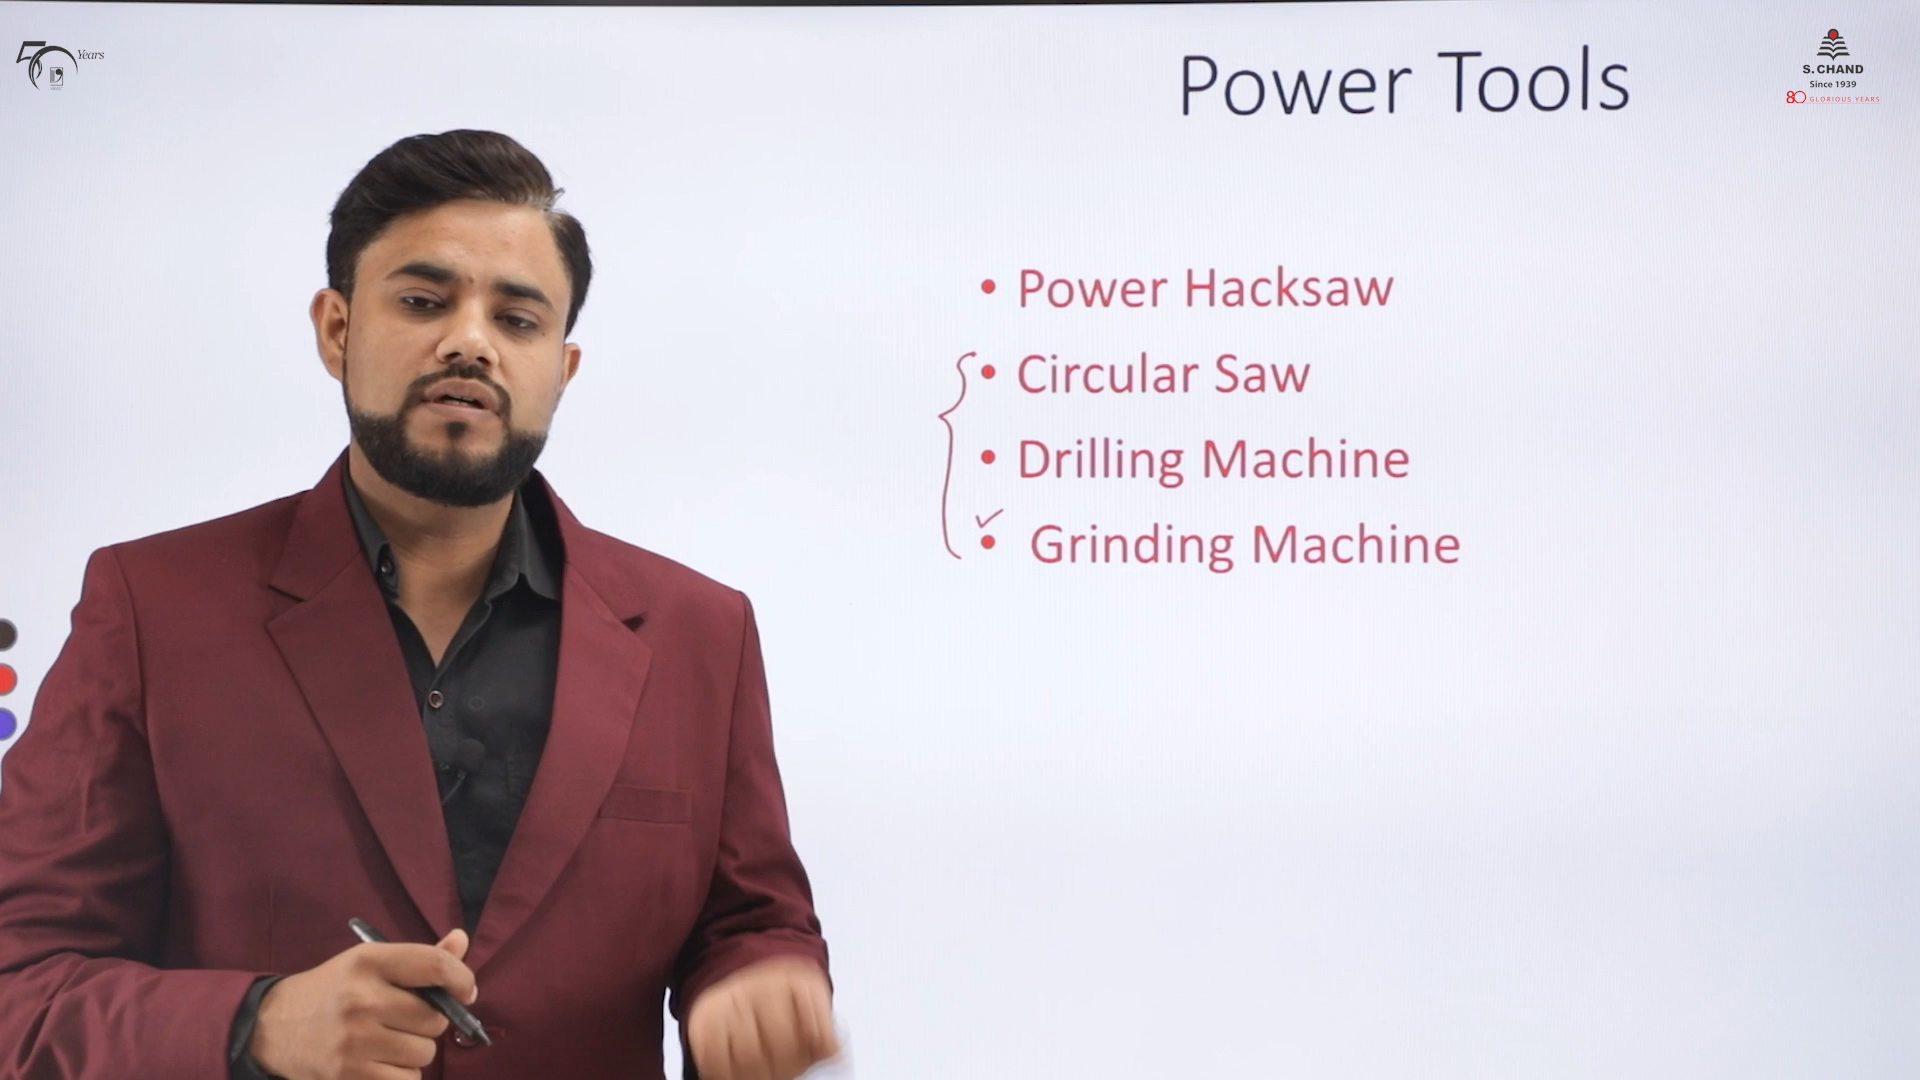 50 Years
Power Tools
S. CHAND
Since 1939
80 GLORIOUS YEARS
• Power Hacksaw
• Circular Saw
• Drilling Machine
• Grinding Machine